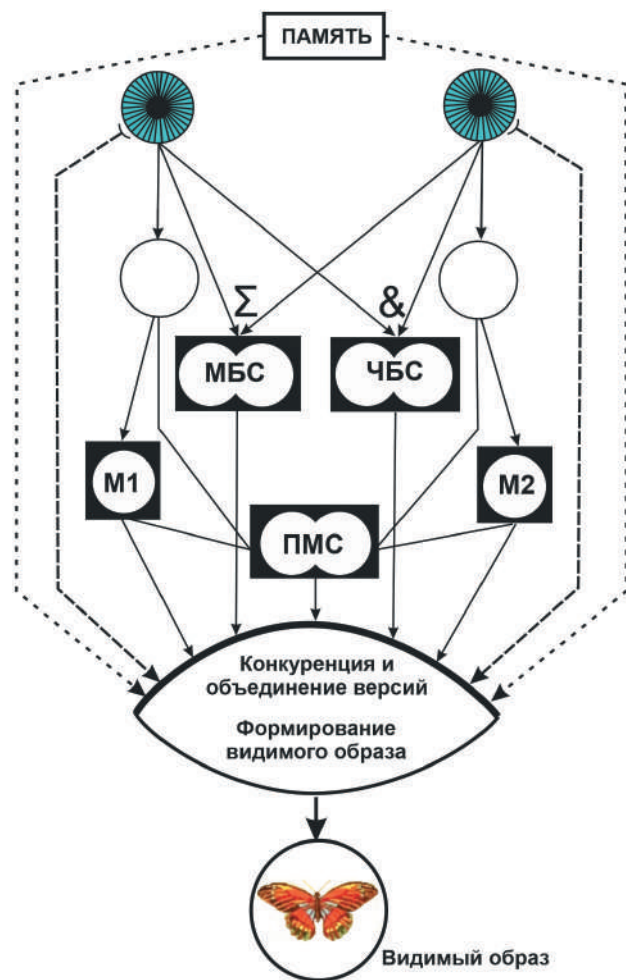 ПАМЯТЬ
Σ
&
МБС
ЧБС
М1
М2
ПМС
Конкуренция и
объединение версий
Формирование
видимого образа
Видимый образ